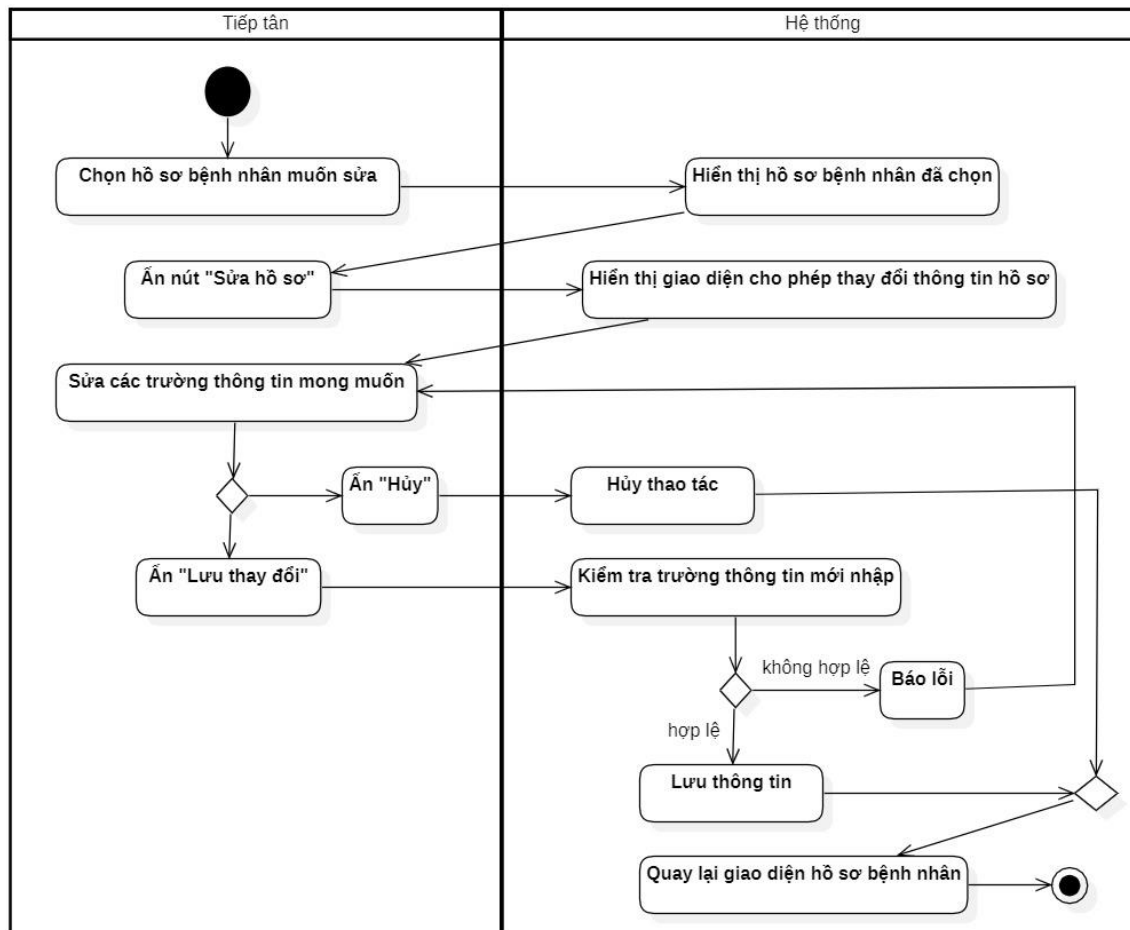 Tiếp tân
Hệ thống
Chọn hồ sơ bệnh nhân muốn sửa
Hiển thị hồ sơ bệnh nhân đã chọn
Ấn nút "Sửa hồ sơ"
Hiển thị giao diện cho phép thay đổi thông tin hồ sơ
Sửa các trường thông tin mong muốn
Ấn "Hủy"
Hủy thao tác
Ấn "Lưu thay đổi"
Kiểm tra trường thông tin mới nhập
không hợp lệ
Báo lỗi
hợp lệ
Lưu thông tin
Quay lại giao diện hồ sơ bệnh nhân